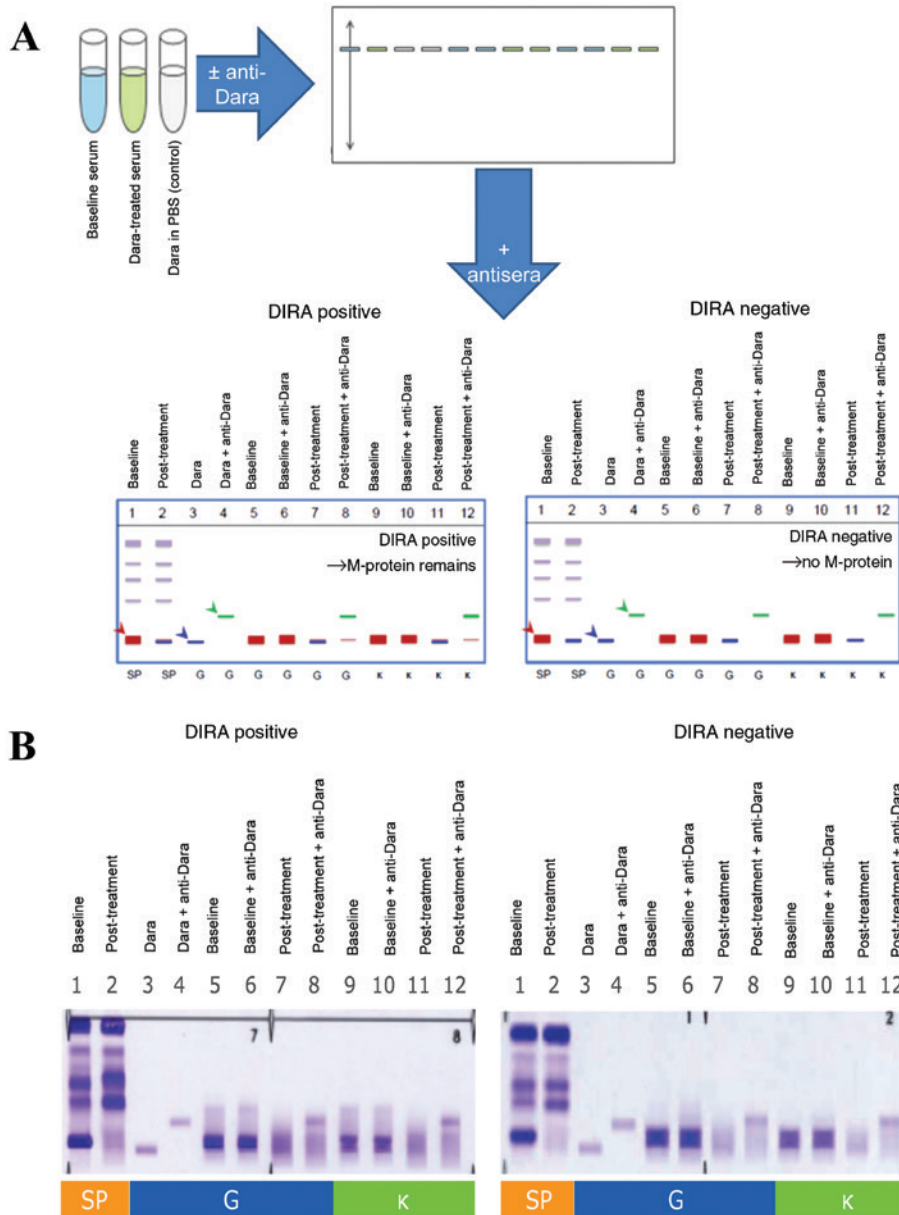 A
± anti-
Dara
Baseline serum
Dara-treated serum
Dara in PBS (control)
+
antisera
DIRA positive
Baseline
Post-treatment
Dara
Dara + anti-Dara
Baseline
Baseline + anti-Dara
Post-treatment
Post-treatment + anti-Dara
Baseline
Baseline + anti-Dara
Post-treatment
Post-treatment + anti-Dara
1 2 3 4 5 6 7 8 9 10 11 12
DIRA positive
→M-protein remains
SP SP G G G G G G κ κ κ κ
DIRA negative
Baseline
Post-treatment
Dara
Dara + anti-Dara
Baseline
Baseline + anti-Dara
Post-treatment
Post-treatment + anti-Dara
Baseline
Baseline + anti-Dara
Post-treatment
Post-treatment + anti-Dara
1 2 3 4 5 6 7 8 9 10 11 12
DIRA negative
→no M-protein
SP SP G G G G G G κ κ κ κ
B
DIRA positive
Baseline
Post-treatment
Dara
Dara + anti-Dara
Baseline
Baseline + anti-Dara
Post-treatment
Post-treatment + anti-Dara
Baseline
Baseline + anti-Dara
Post-treatment
Post-treatment + anti-Dara
1 2 3 4 5 6 7 8 9 10 11 12
7 8
SP G κ
DIRA negative
Baseline
Post-treatment
Dara
Dara + anti-Dara
Baseline
Baseline + anti-Dara
Post-treatment
Post-treatment + anti-Dara
Baseline
Baseline + anti-Dara
Post-treatment
Post-treatment + anti-Dara
1 2 3 4 5 6 7 8 9 10 11 12
1 2
SP G κ